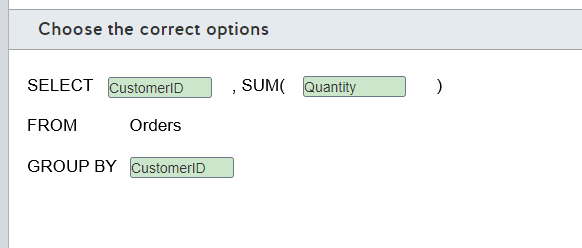 Choose the correct options
SELECT CustomerID , SUM( Quantity )
FROM Orders
GROUP BY CustomerID